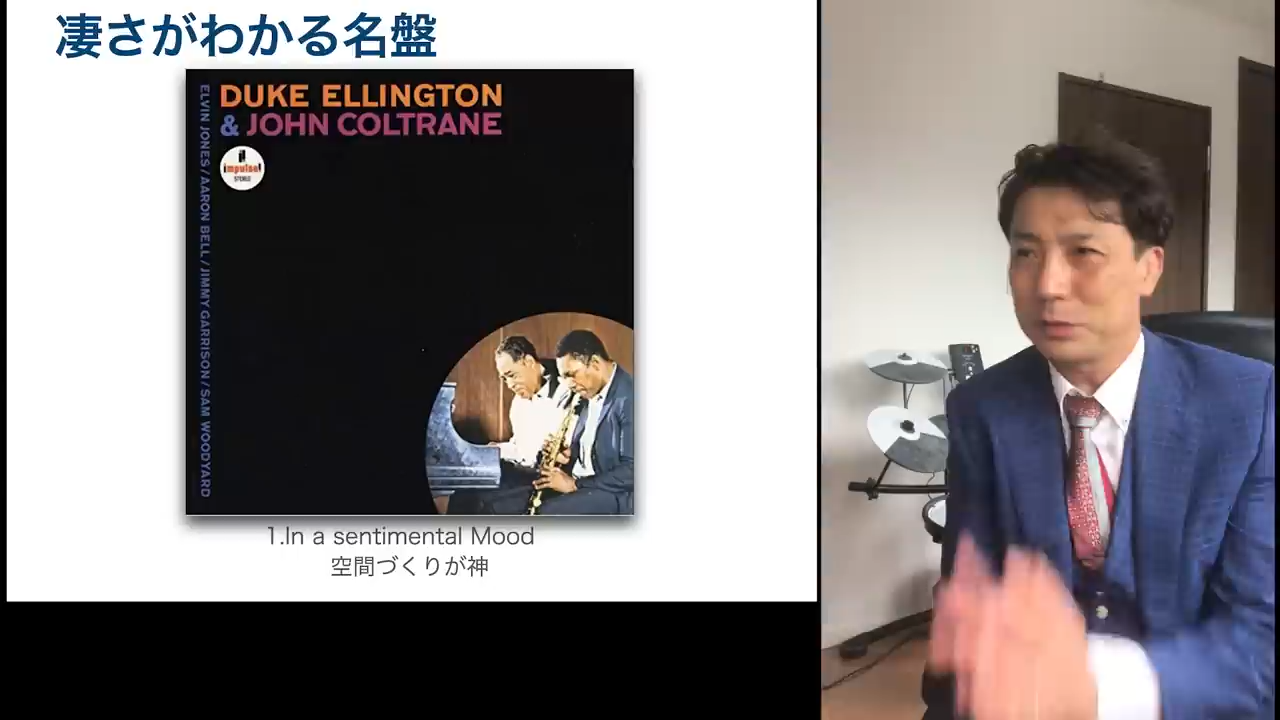 凄さがわかる名盤
DUKE ELLINGTON
& JOHN COLTRANE
ELVIN JONES/AARON BELL/JIMMY GARRISON/SAM WOODYARD
impulse!
STEREO
1.In a sentimental Mood
空間づくりが神